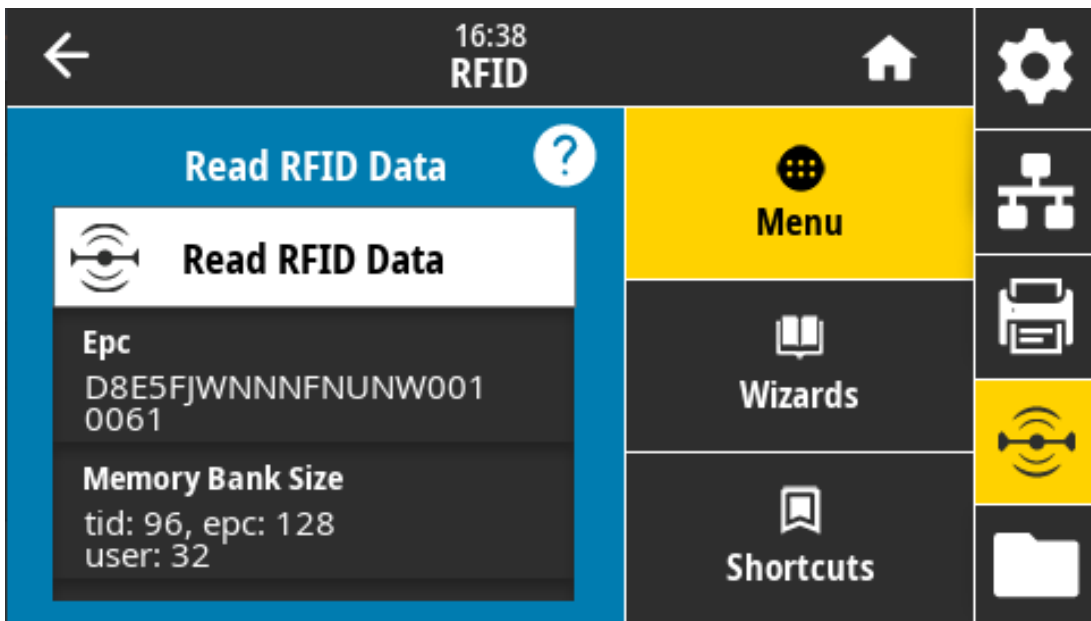 16:38
RFID
Read RFID Data
?
Read RFID Data
Epc
D8E5FJWNNNFNUNW001
0061
Memory Bank Size
tid: 96, epc: 128
user: 32
Menu
Wizards
Shortcuts